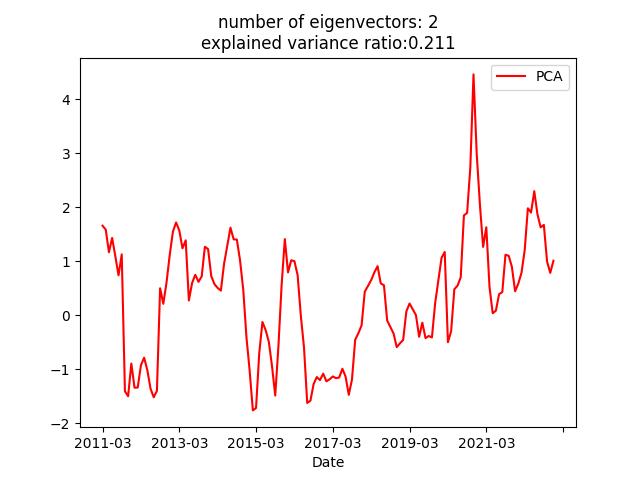 number of eigenvectors: 2
explained variance ratio:0.211
PCA
4
3
2
1
0
−1
−2
2011-03 2013-03 2015-03 2017-03 2019-03 2021-03
Date